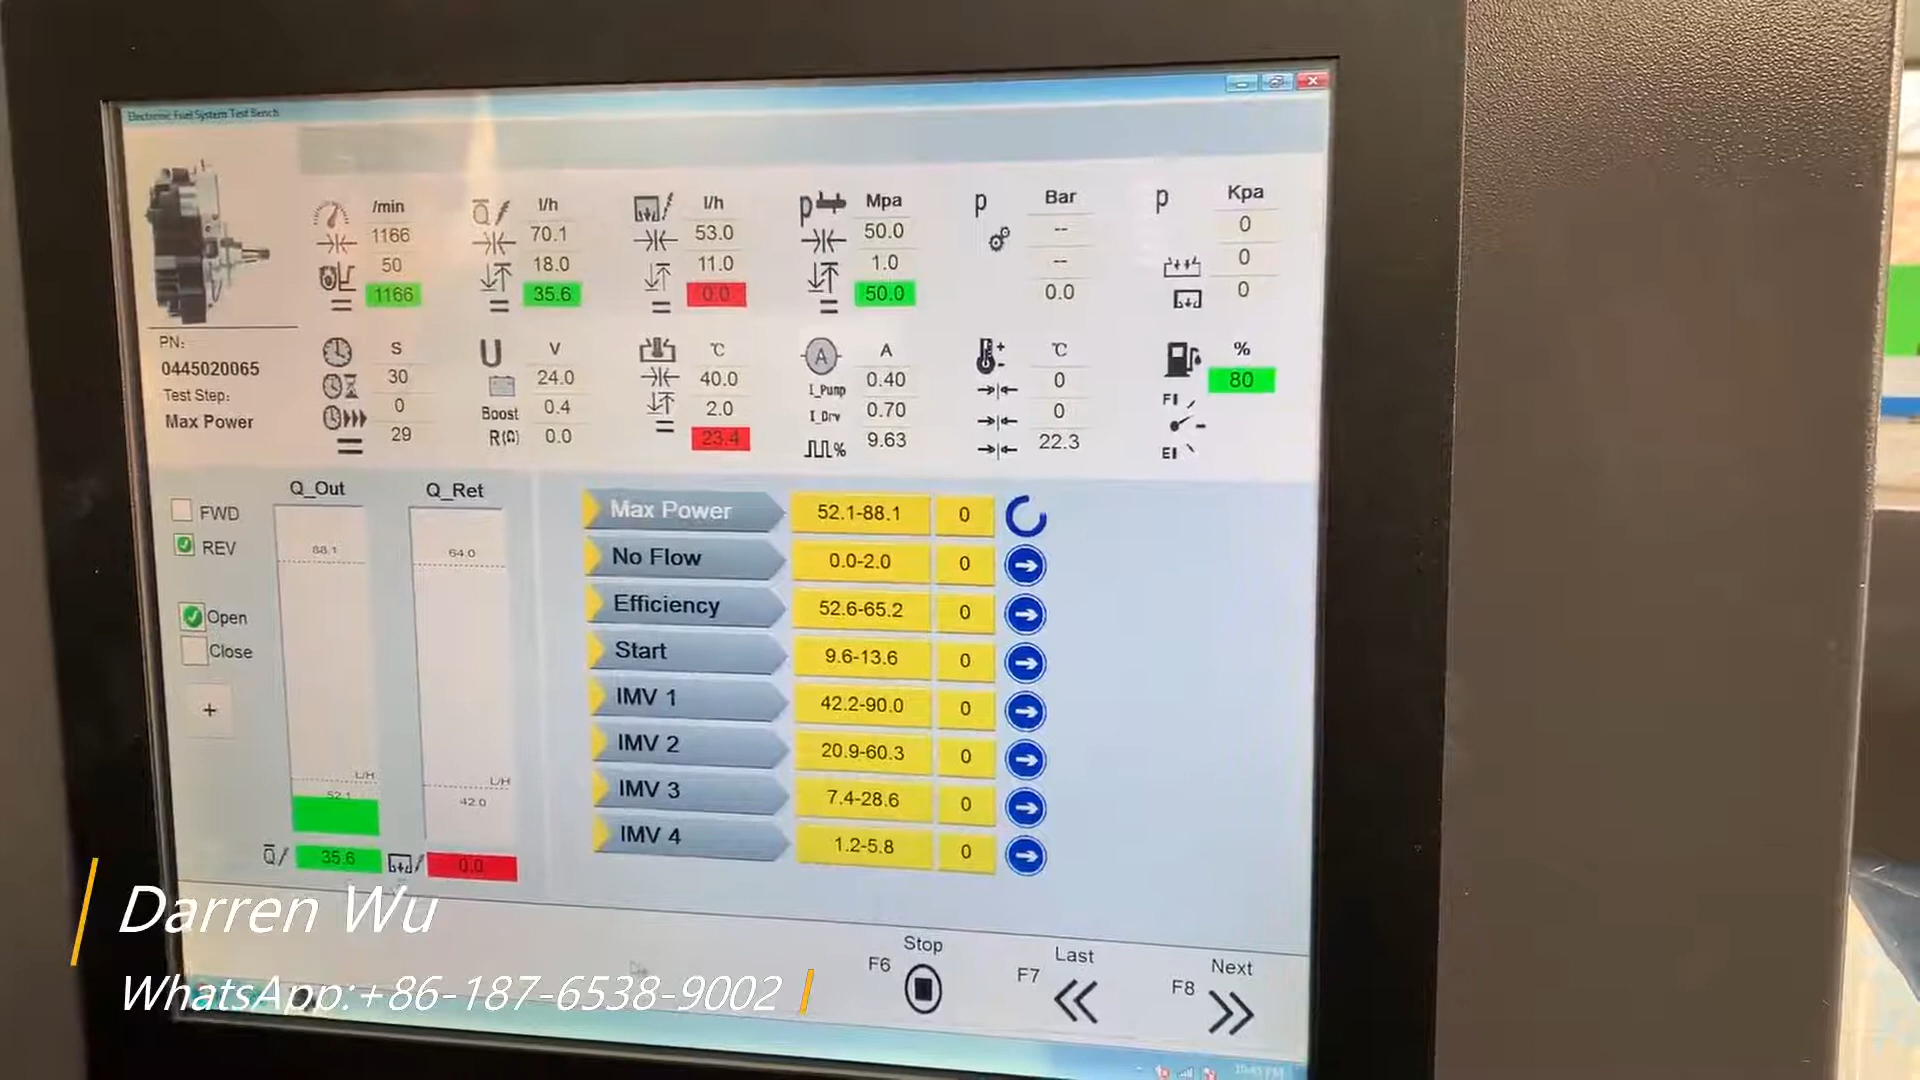 Electronic Fuel System Test Bench
/min l/h l/h Mpa Bar Kpa
1166 70.1 53.0 50.0 -- 0
50 18.0 11.0 1.0 -- 0
1166 35.6 0.0 50.0 0.0 0
PN:
0445020065
Test Step:
Max Power
S V °C A °C %
30 24.0 40.0 I_Pump 0.40 0 80
0 Boost 0.4 2.0 I_Drv 0.70 0 F
29 R(Ω) 0.0 23.4 % 9.63 22.3 E
Q_Out Q_Ret
FWD
REV
Open
Close
+
88.1 64.0
L/H L/H
52.1 42.0
35.6 0.0
Max Power 52.1-88.1 0
No Flow 0.0-2.0 0
Efficiency 52.6-65.2 0
Start 9.6-13.6 0
IMV 1 42.2-90.0 0
IMV 2 20.9-60.3 0
IMV 3 7.4-28.6 0
IMV 4 1.2-5.8 0
Stop Last Next
F6 F7 F8
Darren Wu
WhatsApp:+86-187-6538-9002